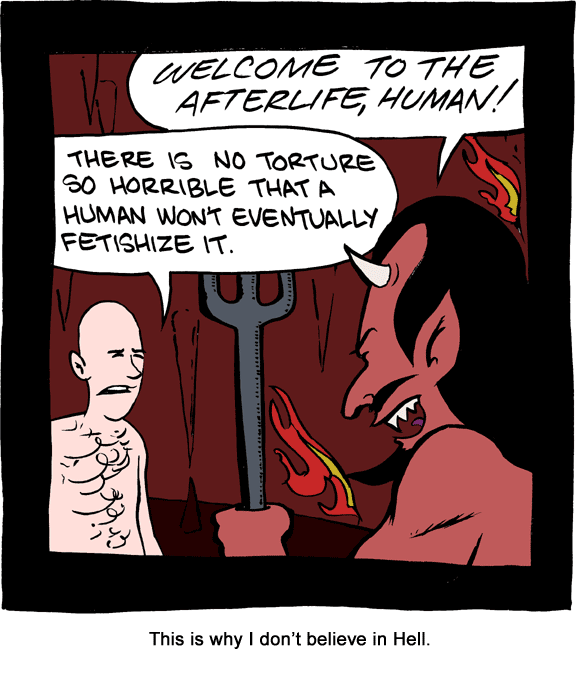 WELCOME TO THE
AFTERLIFE, HUMAN!
THERE IS NO TORTURE
SO HORRIBLE THAT A
HUMAN WON'T EVENTUALLY
FETISHIZE IT.
This is why I don't believe in Hell.